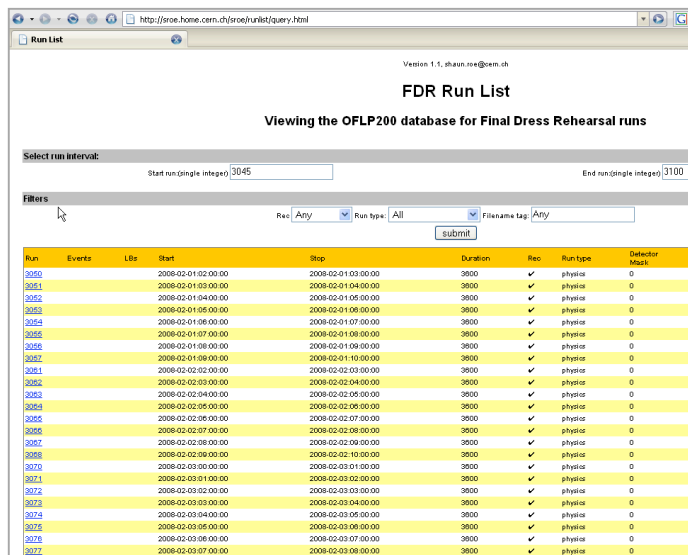 http://sroe.home.cern.ch/sroe/runlist/query.html
G
Run List
Version 1.1, shaun.roe@cern.ch
FDR Run List
Viewing the OFLP200 database for Final Dress Rehearsal runs
Select run interval:
Start run:(single integer) 3045 End run:(single integer) 3100
Filters
Rec Any Run type: All Filename tag: Any
submit
Run Events LBs Start Stop Duration Rec Run type Detector Mask
3050 2008-02-01:02:00:00 2008-02-01:03:00:00 3600 ✔ physics 0
3051 2008-02-01:03:00:00 2008-02-01:04:00:00 3600 ✔ physics 0
3052 2008-02-01:04:00:00 2008-02-01:05:00:00 3600 ✔ physics 0
3053 2008-02-01:05:00:00 2008-02-01:06:00:00 3600 ✔ physics 0
3054 2008-02-01:06:00:00 2008-02-01:07:00:00 3600 ✔ physics 0
3055 2008-02-01:07:00:00 2008-02-01:08:00:00 3600 ✔ physics 0
3056 2008-02-01:08:00:00 2008-02-01:09:00:00 3600 ✔ physics 0
3057 2008-02-01:09:00:00 2008-02-01:10:00:00 3600 ✔ physics 0
3061 2008-02-02:02:00:00 2008-02-02:03:00:00 3600 ✔ physics 0
3062 2008-02-02:03:00:00 2008-02-02:04:00:00 3600 ✔ physics 0
3063 2008-02-02:04:00:00 2008-02-02:05:00:00 3600 ✔ physics 0
3064 2008-02-02:05:00:00 2008-02-02:06:00:00 3600 ✔ physics 0
3065 2008-02-02:06:00:00 2008-02-02:07:00:00 3600 ✔ physics 0
3066 2008-02-02:07:00:00 2008-02-02:08:00:00 3600 ✔ physics 0
3067 2008-02-02:08:00:00 2008-02-02:09:00:00 3600 ✔ physics 0
3068 2008-02-02:09:00:00 2008-02-02:10:00:00 3600 ✔ physics 0
3070 2008-02-03:00:00:00 2008-02-03:01:00:00 3600 ✔ physics 0
3071 2008-02-03:01:00:00 2008-02-03:02:00:00 3600 ✔ physics 0
3072 2008-02-03:02:00:00 2008-02-03:03:00:00 3600 ✔ physics 0
3073 2008-02-03:03:00:00 2008-02-03:04:00:00 3600 ✔ physics 0
3074 2008-02-03:04:00:00 2008-02-03:05:00:00 3600 ✔ physics 0
3075 2008-02-03:05:00:00 2008-02-03:06:00:00 3600 ✔ physics 0
3076 2008-02-03:06:00:00 2008-02-03:07:00:00 3600 ✔ physics 0
3077 2008-02-03:07:00:00 2008-02-03:08:00:00 3600 ✔ physics 0